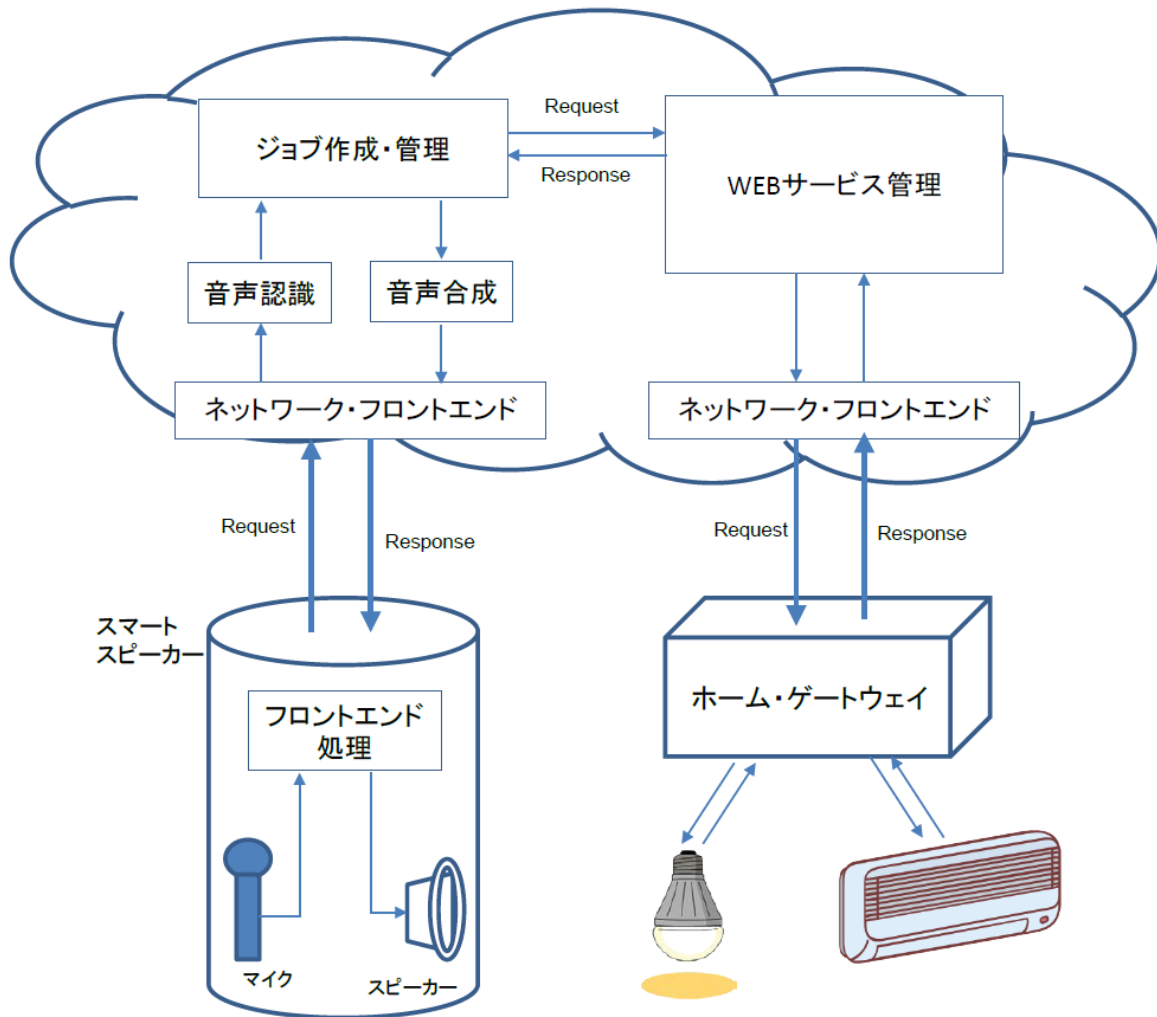 ジョブ作成・管理
Request
Response
WEBサービス管理
音声認識
音声合成
ネットワーク・フロントエンド
ネットワーク・フロントエンド
Request
Response
Request
Response
スマート
スピーカー
フロントエンド
処理
ホーム・ゲートウェイ
マイク
スピーカー